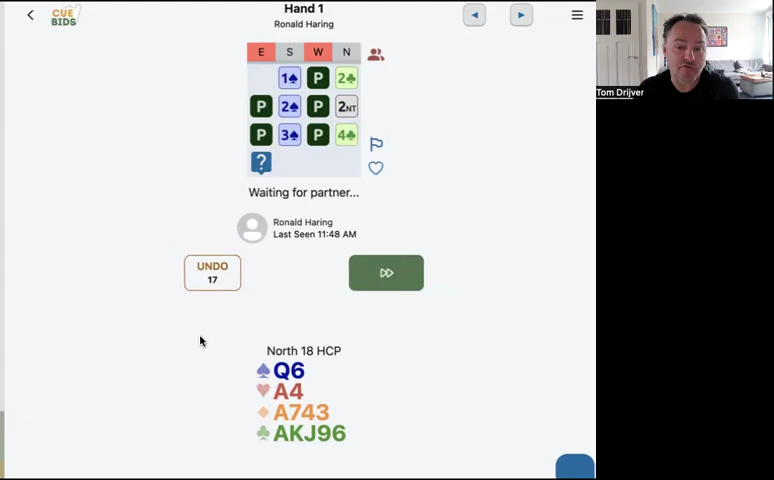 Hand 1
CUE
BIDS
Ronald Haring
E S W N
1♠ P 2♣
P 2♠ P 2NT
P 3♠ P 4♣
?
Waiting for partner...
Ronald Haring
Last Seen 11:48 AM
UNDO
17
North 18 HCP
♠Q6
♥A4
♦A743
♣AKJ96
Tom Drijver